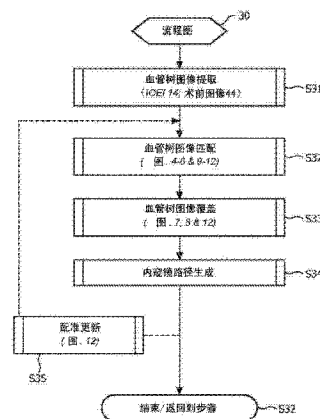 流程图
30
血管树图像提取
(IOEI 14; 术前图像44)
S31
血管树图像匹配
( 图. 4-6 & 9-12)
S32
血管树图像覆盖
( 图. 7, 8 & 12)
S33
内窥镜路径生成
S34
配准更新
( 图. 12)
S35
结束/返回到步骤
S32